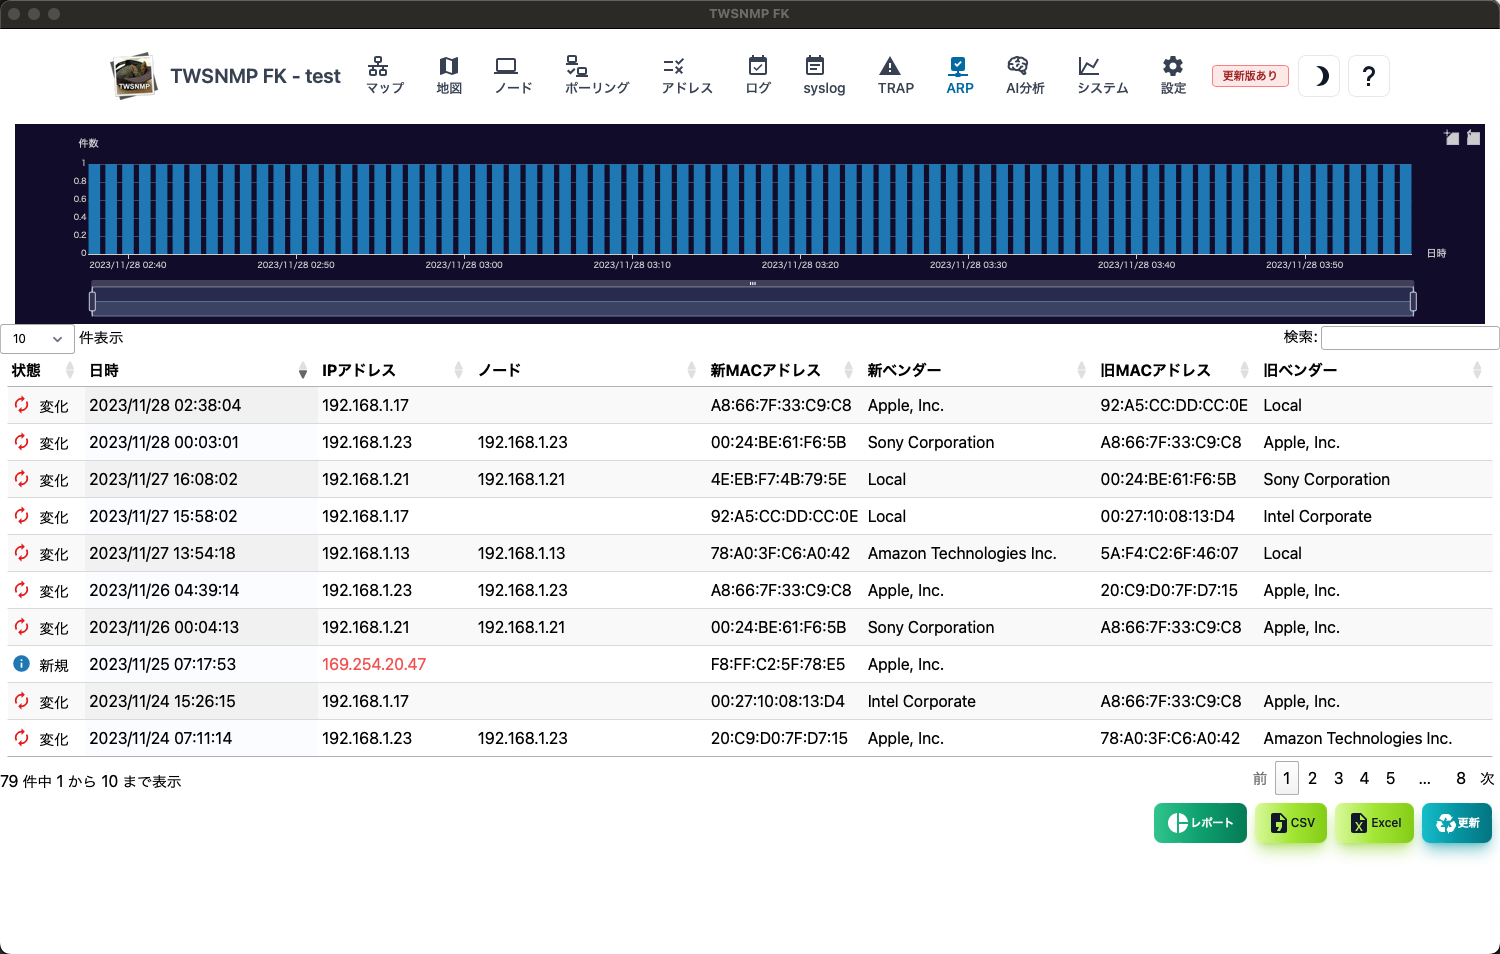 TWSNMP FK
TWSNMP
TWSNMP FK - test
マップ
地図
ノード
ポーリング
アドレス
ログ
syslog
TRAP
ARP
AI分析
システム
設定
更新版あり
?
件数
1
0.8
0.6
0.4
0.2
0
2023/11/28 02:40 2023/11/28 02:50 2023/11/28 03:00 2023/11/28 03:10 2023/11/28 03:20 2023/11/28 03:30 2023/11/28 03:40 2023/11/28 03:50
日時
10 件表示
検索:
状態 日時 IPアドレス ノード 新MACアドレス 新ベンダー 旧MACアドレス 旧ベンダー
変化 2023/11/28 02:38:04 192.168.1.17 A8:66:7F:33:C9:C8 Apple, Inc. 92:A5:CC:DD:CC:0E Local
変化 2023/11/28 00:03:01 192.168.1.23 192.168.1.23 00:24:BE:61:F6:5B Sony Corporation A8:66:7F:33:C9:C8 Apple, Inc.
変化 2023/11/27 16:08:02 192.168.1.21 192.168.1.21 4E:EB:F7:4B:79:5E Local 00:24:BE:61:F6:5B Sony Corporation
変化 2023/11/27 15:58:02 192.168.1.17 92:A5:CC:DD:CC:0E Local 00:27:10:08:13:D4 Intel Corporate
変化 2023/11/27 13:54:18 192.168.1.13 192.168.1.13 78:A0:3F:C6:A0:42 Amazon Technologies Inc. 5A:F4:C2:6F:46:07 Local
変化 2023/11/26 04:39:14 192.168.1.23 192.168.1.23 A8:66:7F:33:C9:C8 Apple, Inc. 20:C9:D0:7F:D7:15 Apple, Inc.
変化 2023/11/26 00:04:13 192.168.1.21 192.168.1.21 00:24:BE:61:F6:5B Sony Corporation A8:66:7F:33:C9:C8 Apple, Inc.
新規 2023/11/25 07:17:53 169.254.20.47 F8:FF:C2:5F:78:E5 Apple, Inc.
変化 2023/11/24 15:26:15 192.168.1.17 00:27:10:08:13:D4 Intel Corporate A8:66:7F:33:C9:C8 Apple, Inc.
変化 2023/11/24 07:11:14 192.168.1.23 192.168.1.23 20:C9:D0:7F:D7:15 Apple, Inc. 78:A0:3F:C6:A0:42 Amazon Technologies Inc.
79 件中 1 から 10 まで表示
前 1 2 3 4 5 … 8 次
レポート
CSV
Excel
更新